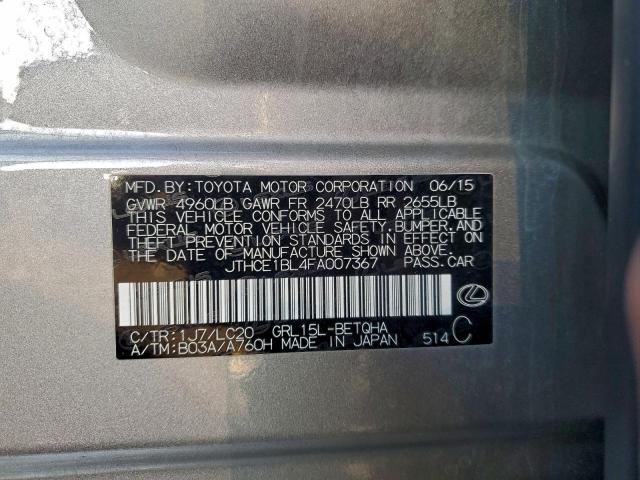 MFD.BY:TOYOTA MOTOR CORPORATION 06/15
GVWR 4960LB GAWR FR 2470LB RR 2655LB
THIS VEHICLE CONFORMS TO ALL APPLICABLE
FEDERAL MOTOR VEHICLE SAFETY,BUMPER,AND
THEFT PREVENTION STANDARDS IN EFFECT ON
THE DATE OF MANUFACTURE SHOWN ABOVE.
JTHCE1BL4FA007367 PASS.CAR
C/TR:1J7/LC20 GRL15L-BETQHA
A/TM:B03A/A760H MADE IN JAPAN 514 C